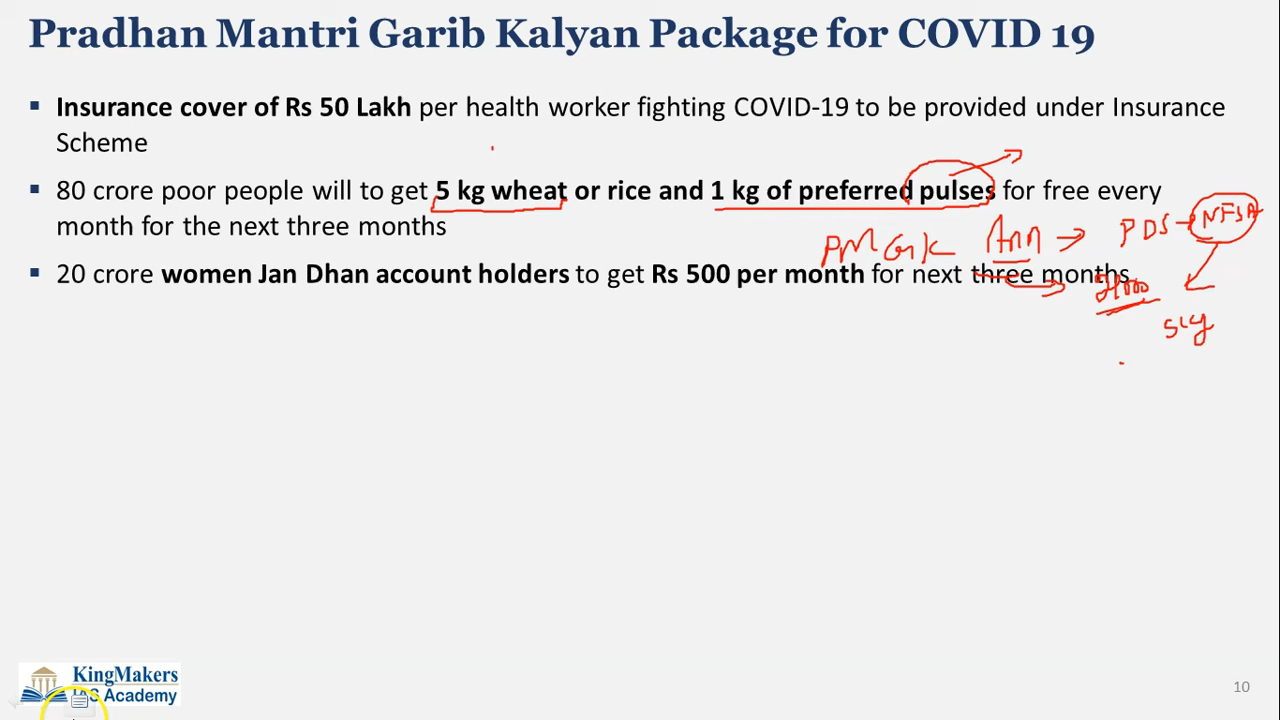 Pradhan Mantri Garib Kalyan Package for COVID 19
Insurance cover of Rs 50 Lakh per health worker fighting COVID-19 to be provided under Insurance
Scheme
80 crore poor people will to get 5 kg wheat or rice and 1 kg of preferred pulses for free every
month for the next three months
PMGK Ann → PDS → NFSA
20 crore women Jan Dhan account holders to get Rs 500 per month for next three months
KingMakers
IAS Academy
10